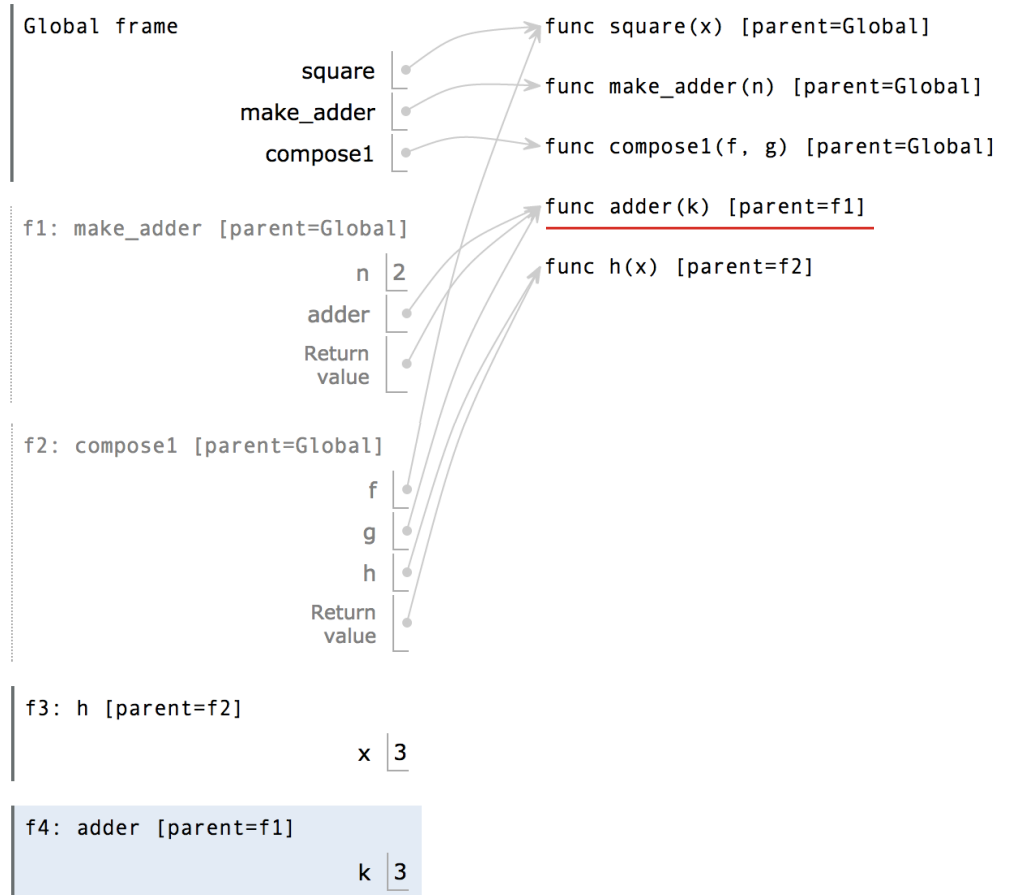 Global frame
square
make_adder
compose1
func square(x) [parent=Global]
func make_adder(n) [parent=Global]
func compose1(f, g) [parent=Global]
func adder(k) [parent=f1]
func h(x) [parent=f2]
f1: make_adder [parent=Global]
n 2
adder
Return
value
f2: compose1 [parent=Global]
f
g
h
Return
value
f3: h [parent=f2]
x 3
f4: adder [parent=f1]
k 3